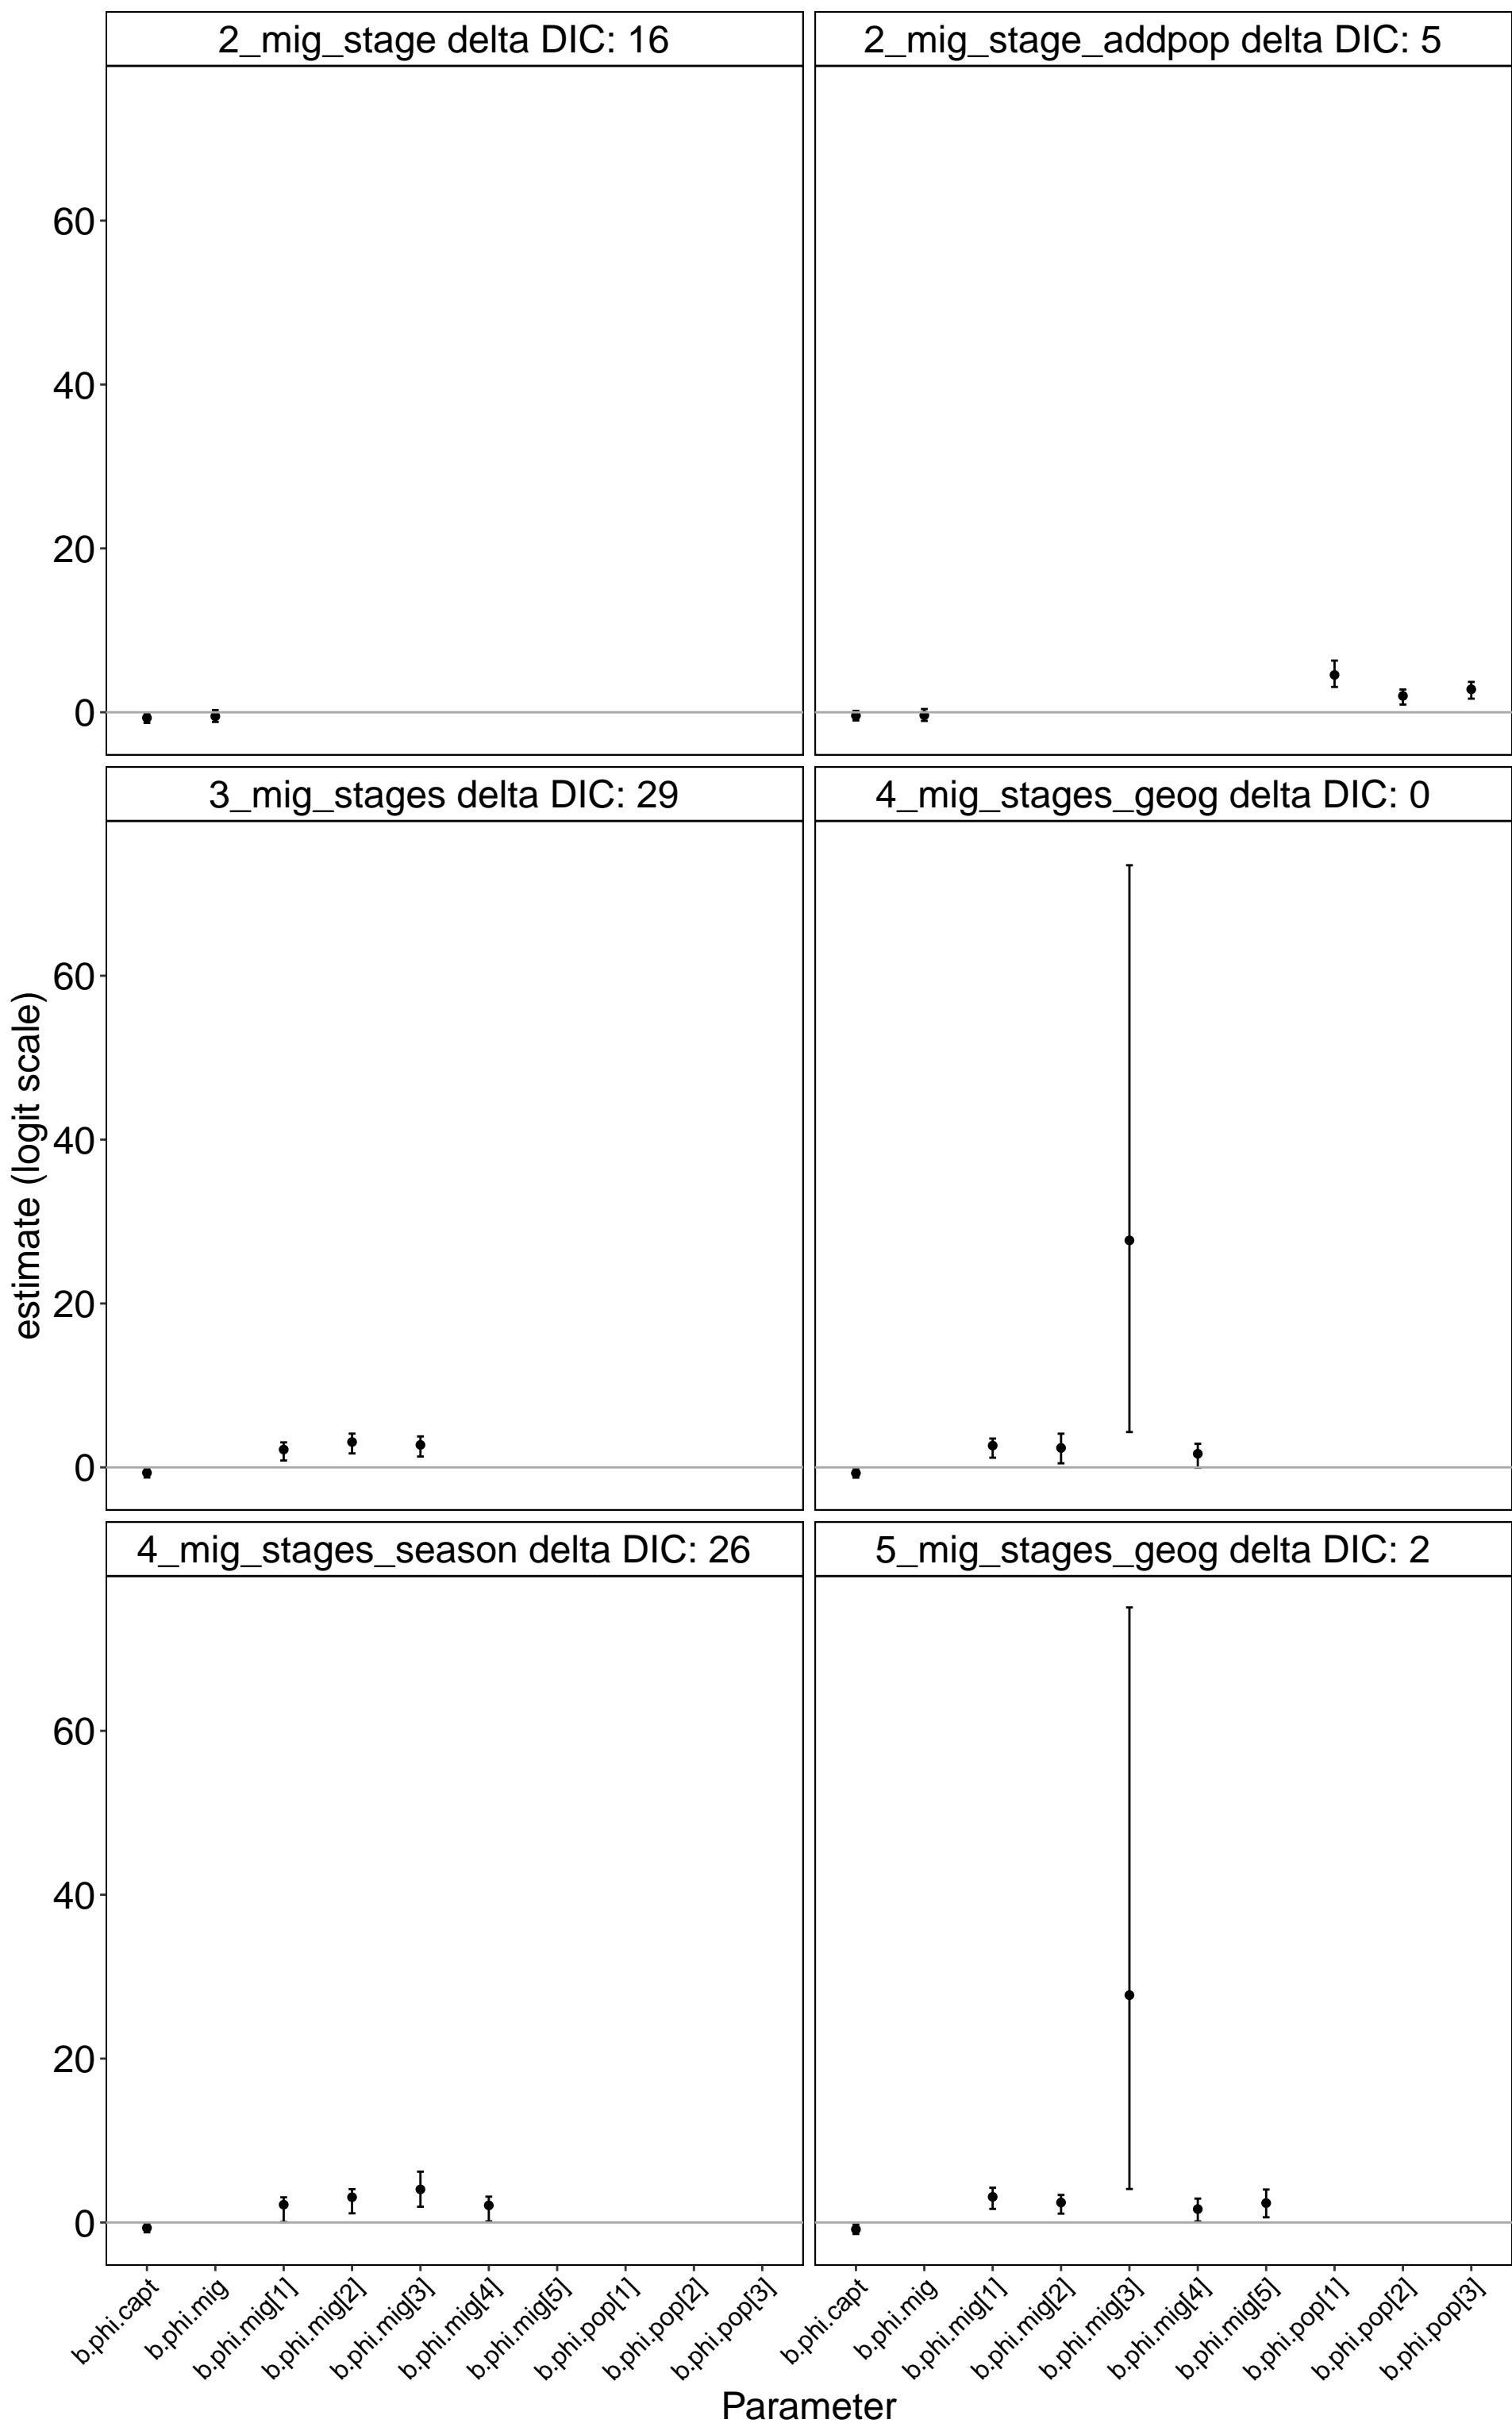 2_mig_stage delta DIC: 16
2_mig_stage_addpop delta DIC: 5
60
40
20
0
3_mig_stages delta DIC: 29
4_mig_stages_geog delta DIC: 0
60
40
20
0
estimate (logit scale)
4_mig_stages_season delta DIC: 26
5_mig_stages_geog delta DIC: 2
60
40
20
0
b.phi.capt
b.phi.mig
b.phi.mig[1]
b.phi.mig[2]
b.phi.mig[3]
b.phi.mig[4]
b.phi.mig[5]
b.phi.pop[1]
b.phi.pop[2]
b.phi.pop[3]
b.phi.capt
b.phi.mig
b.phi.mig[1]
b.phi.mig[2]
b.phi.mig[3]
b.phi.mig[4]
b.phi.mig[5]
b.phi.pop[1]
b.phi.pop[2]
b.phi.pop[3]
Parameter